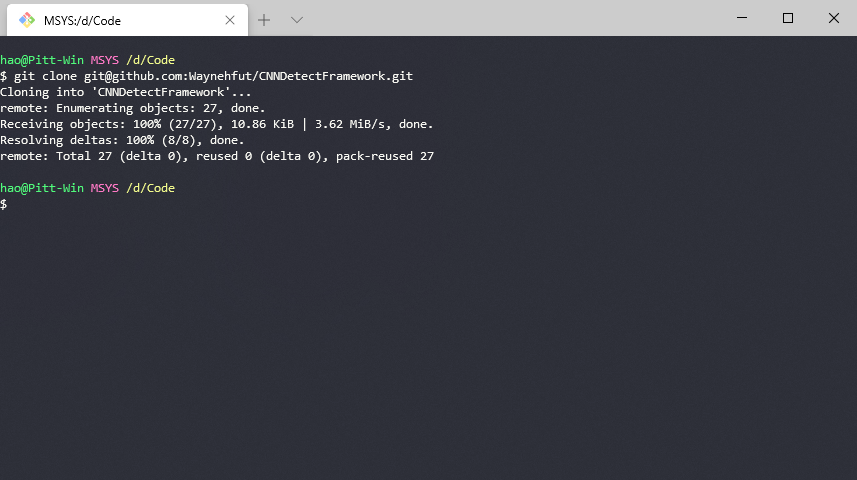 MSYS:/d/Code
hao@Pitt-Win MSYS /d/Code
$ git clone git@github.com:Waynehfut/CNNDetectFramework.git
Cloning into 'CNNDetectFramework'...
remote: Enumerating objects: 27, done.
Receiving objects: 100% (27/27), 10.86 KiB | 3.62 MiB/s, done.
Resolving deltas: 100% (8/8), done.
remote: Total 27 (delta 0), reused 0 (delta 0), pack-reused 27
hao@Pitt-Win MSYS /d/Code
$